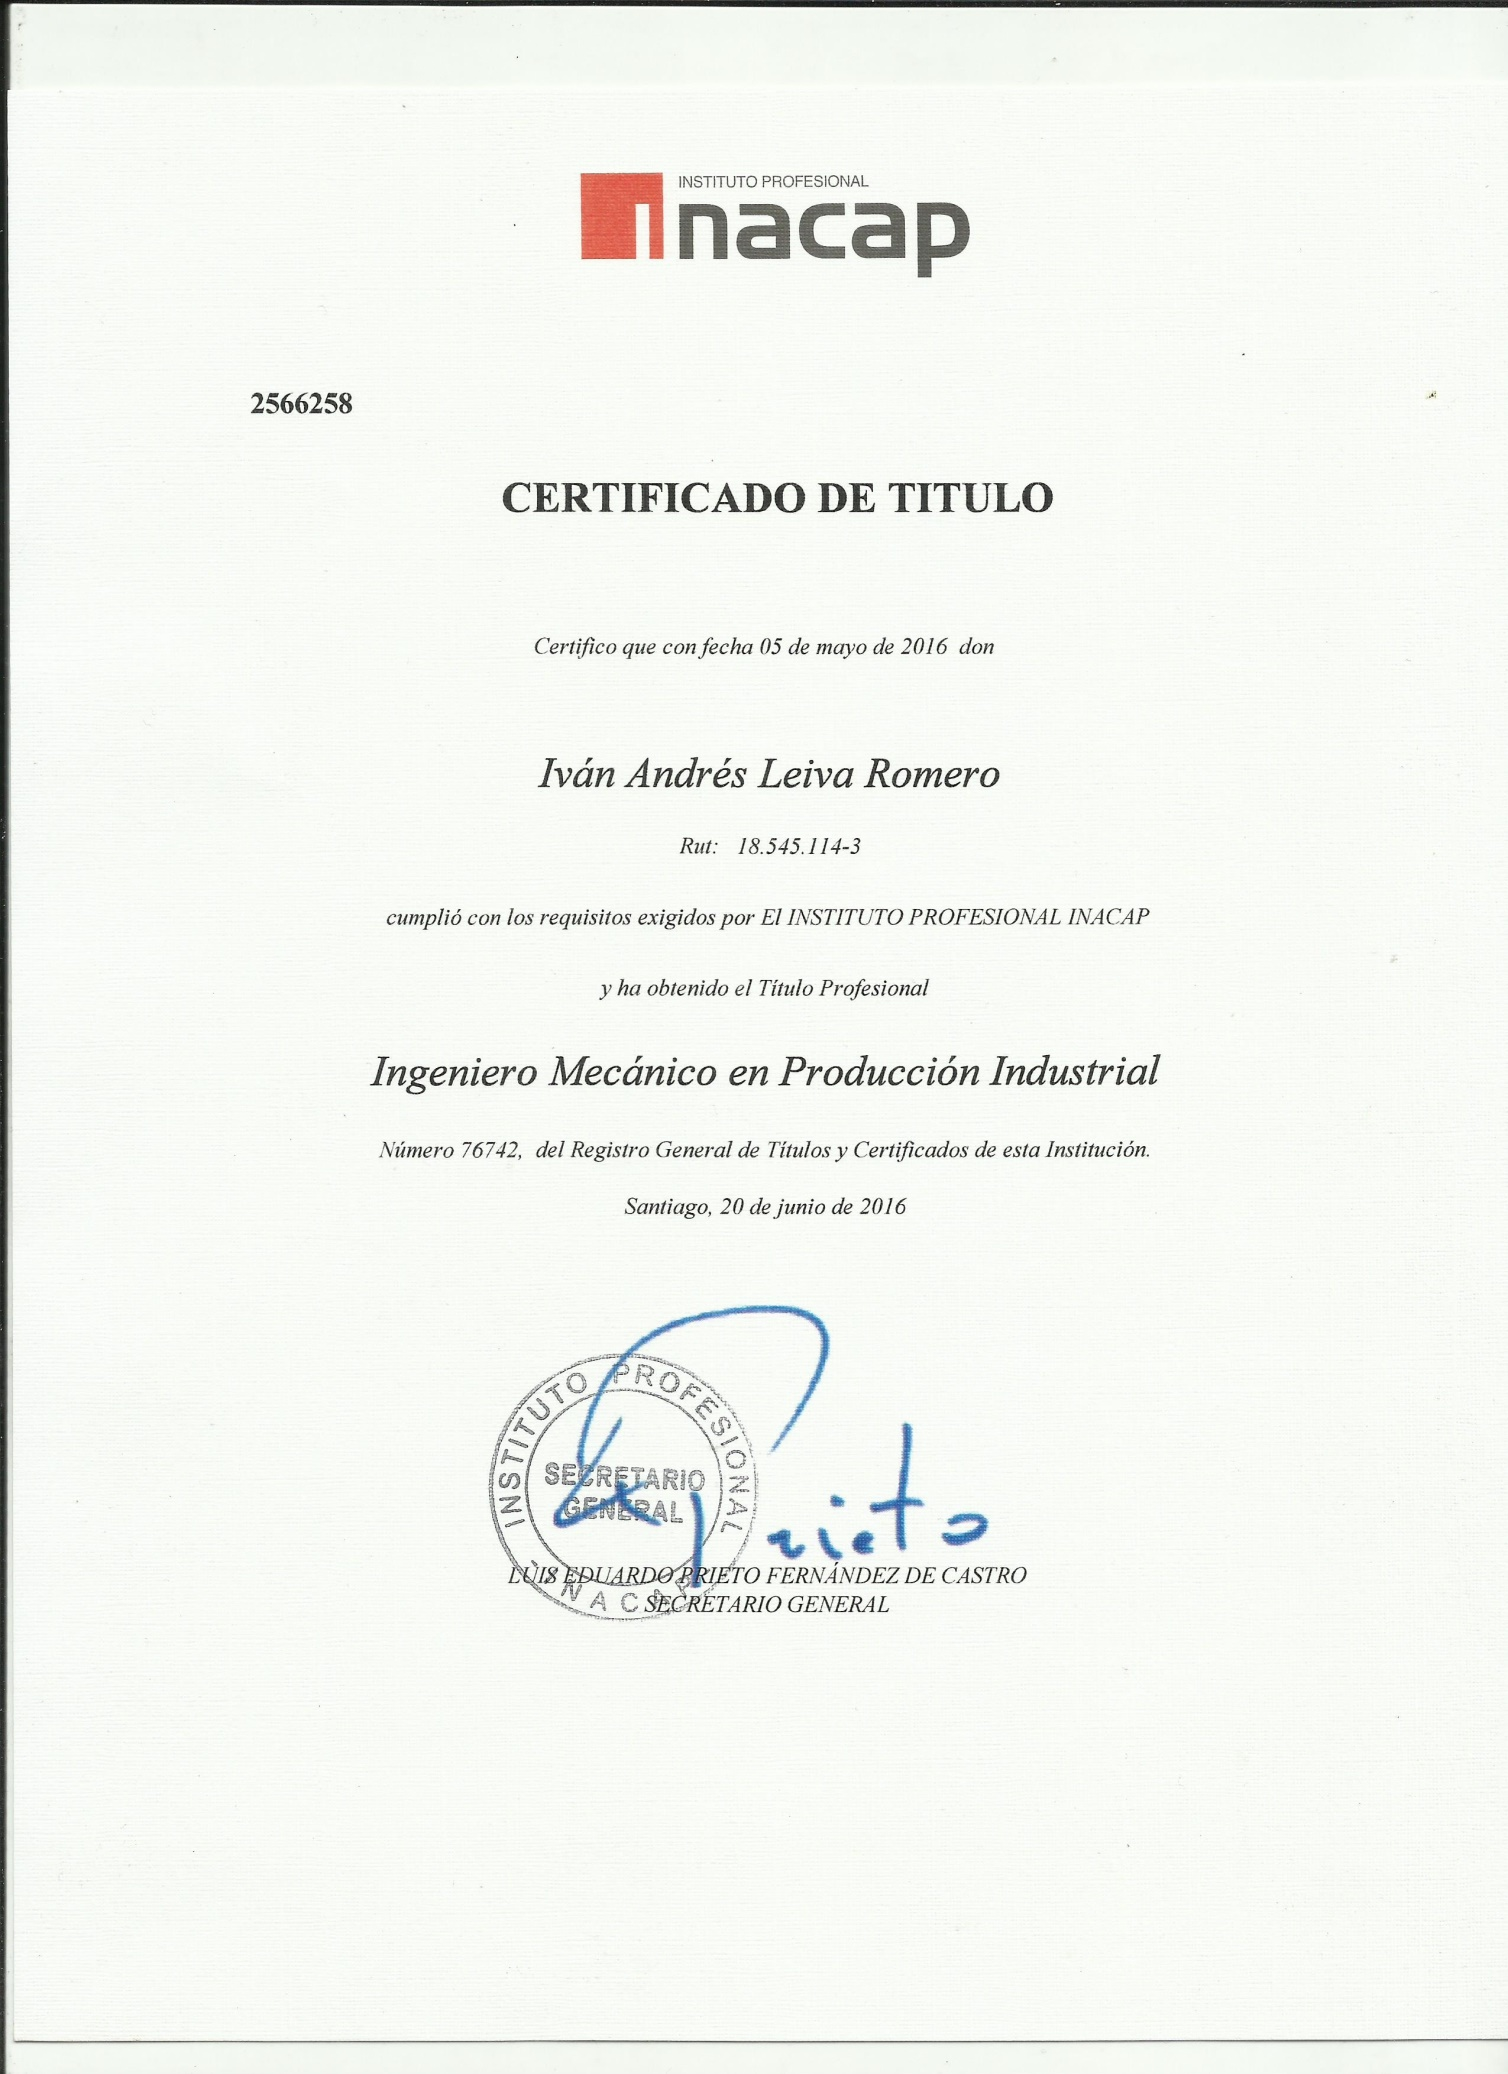 INSTITUTO PROFESIONAL
inacap
2566258
CERTIFICADO DE TITULO
Certifico que con fecha 05 de mayo de 2016 don
Iván Andrés Leiva Romero
Rut: 18.545.114-3
cumplió con los requisitos exigidos por El INSTITUTO PROFESIONAL INACAP
y ha obtenido el Título Profesional
Ingeniero Mecánico en Producción Industrial
Número 76742, del Registro General de Títulos y Certificados de esta Institución.
Santiago, 20 de junio de 2016
INSTITUTO PROFESIONAL
SECRETARIO
GENERAL
- INACAP -
Prieto
LUIS EDUARDO PRIETO FERNÁNDEZ DE CASTRO
SECRETARIO GENERAL